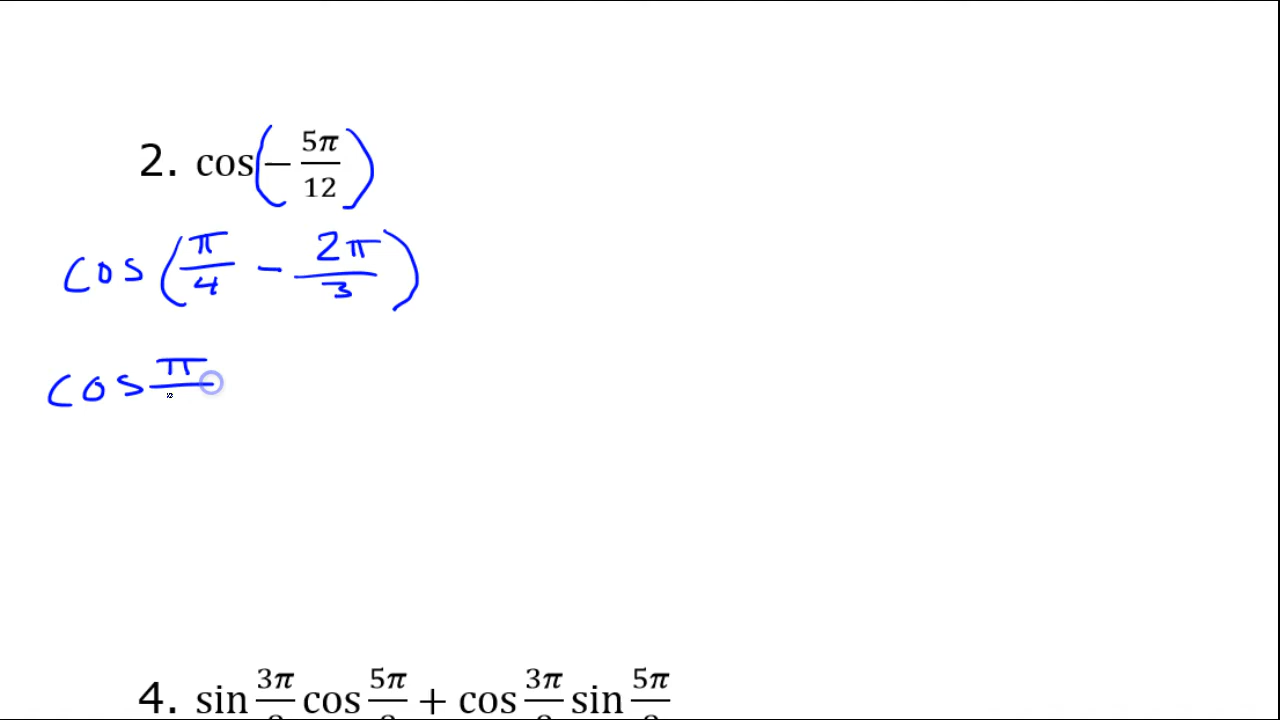 2. cos(− 5π/12)
cos(π/4 − 2π/3)
cos π
4. sin 3π/ cos 5π/ + cos 3π/ sin 5π/